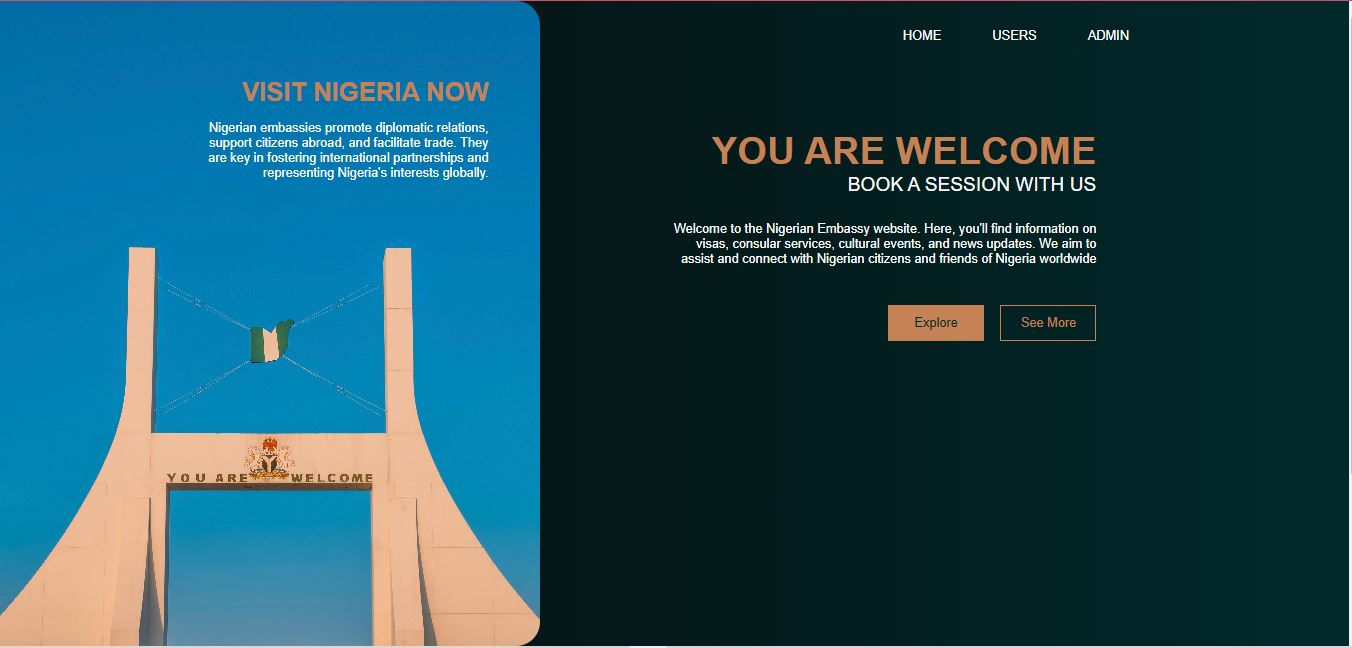 HOME USERS ADMIN
VISIT NIGERIA NOW
Nigerian embassies promote diplomatic relations,
support citizens abroad, and facilitate trade. They
are key in fostering international partnerships and
representing Nigeria's interests globally.
YOU ARE WELCOME
YOU ARE WELCOME
BOOK A SESSION WITH US
Welcome to the Nigerian Embassy website. Here, you'll find information on
visas, consular services, cultural events, and news updates. We aim to
assist and connect with Nigerian citizens and friends of Nigeria worldwide
Explore See More